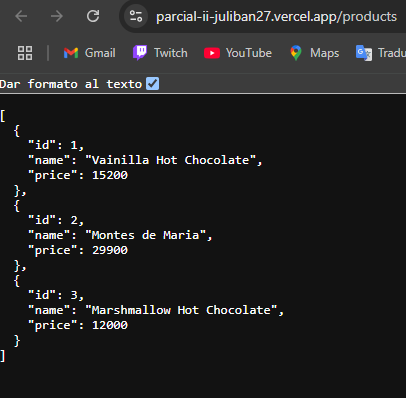 parcial-ii-juliban27.vercel.app/products
Gmail Twitch YouTube Maps Traduc
Dar formato al texto
[
  {
    "id": 1,
    "name": "Vainilla Hot Chocolate",
    "price": 15200
  },
  {
    "id": 2,
    "name": "Montes de Maria",
    "price": 29900
  },
  {
    "id": 3,
    "name": "Marshmallow Hot Chocolate",
    "price": 12000
  }
]